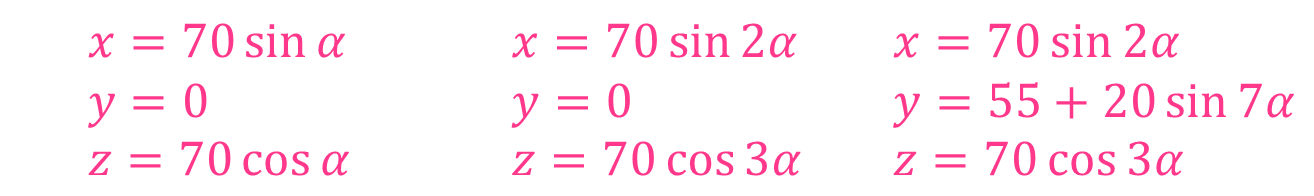 x = 70 sin α
y = 0
z = 70 cos α
x = 70 sin 2α
y = 0
z = 70 cos 3α
x = 70 sin 2α
y = 55 + 20 sin 7α
z = 70 cos 3α